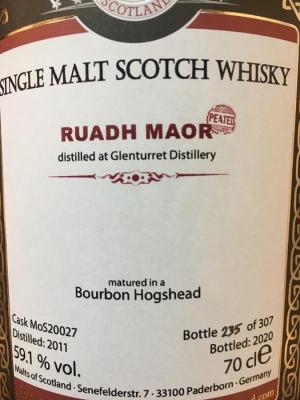 SCOTLAND
SINGLE MALT SCOTCH WHISKY
RUADH MAOR PEATED
distilled at Glenturret Distillery
matured in a
Bourbon Hogshead
Cask MoS20027
Distilled: 2011
59.1 % vol.
Bottle 235 of 307
Bottled: 2020
70 cl e
Malts of Scotland · Senefelderstr. 7 · 33100 Paderborn · Germany